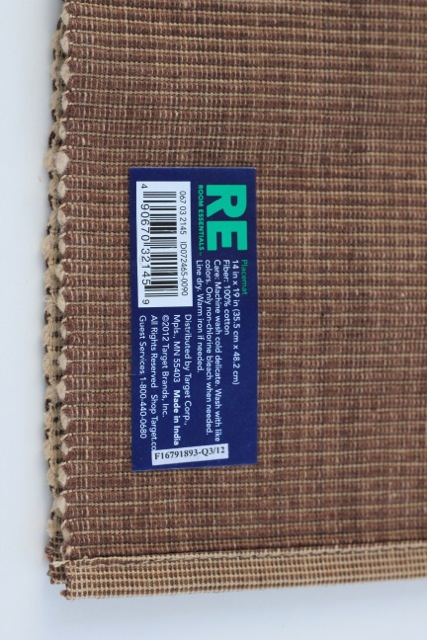 RE
ROOM ESSENTIALS™
Placemat
14 in x 19 in (35.5 cm x 48.2 cm)
Fiber: 100% cotton
Care: Machine wash cold delicate. Wash with like
colors. Only non-chlorine bleach when needed.
Line dry. Warm iron if needed.
067 03 2145 ID072465-0090
4 90670 32145 9
Distributed by Target Corp.,
Mpls., MN 55403 Made in India
©2012 Target Brands, Inc.
All Rights Reserved Shop Target.co
Guest Services 1-800-440-0680
F16791893-Q3/12